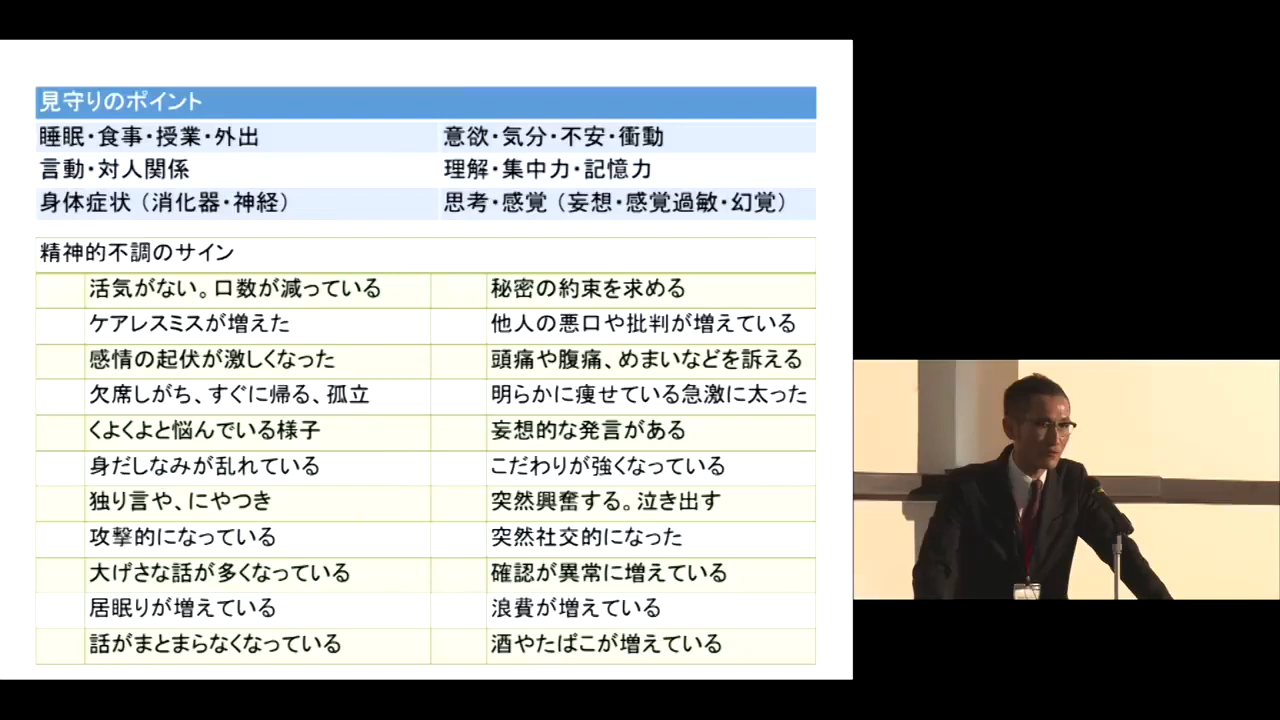 見守りのポイント
睡眠・食事・授業・外出 意欲・気分・不安・衝動
言動・対人関係 理解・集中力・記憶力
身体症状（消化器・神経） 思考・感覚（妄想・感覚過敏・幻覚）
精神的不調のサイン
活気がない。口数が減っている 秘密の約束を求める
ケアレスミスが増えた 他人の悪口や批判が増えている
感情の起伏が激しくなった 頭痛や腹痛、めまいなどを訴える
欠席しがち、すぐに帰る、孤立 明らかに痩せている急激に太った
くよくよと悩んでいる様子 妄想的な発言がある
身だしなみが乱れている こだわりが強くなっている
独り言や、にやつき 突然興奮する。泣き出す
攻撃的になっている 突然社交的になった
大げさな話が多くなっている 確認が異常に増えている
居眠りが増えている 浪費が増えている
話がまとまらなくなっている 酒やたばこが増えている